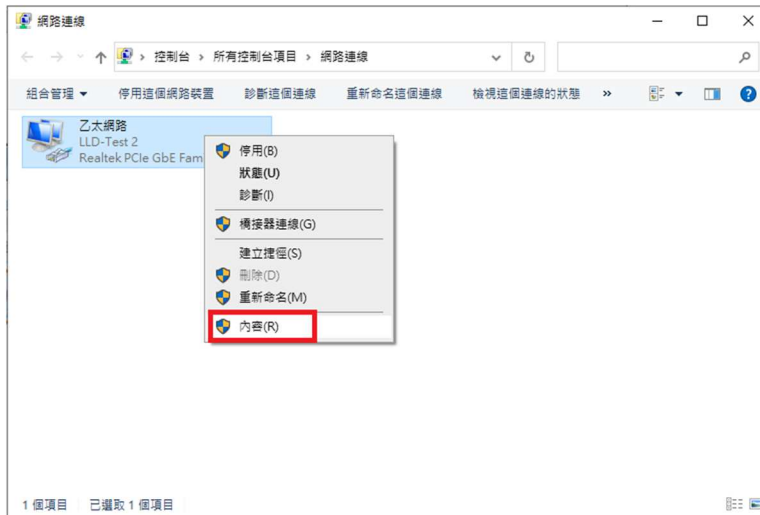 網路連線
控制台 › 所有控制台項目 › 網路連線
組合管理 停用這個網路裝置 診斷這個連線 重新命名這個連線 檢視這個連線的狀態 »
乙太網路
LLD-Test 2
Realtek PCIe GbE Fam
停用(B)
狀態(U)
診斷(I)
橋接器連線(G)
建立捷徑(S)
刪除(D)
重新命名(M)
內容(R)
1 個項目 已選取 1 個項目